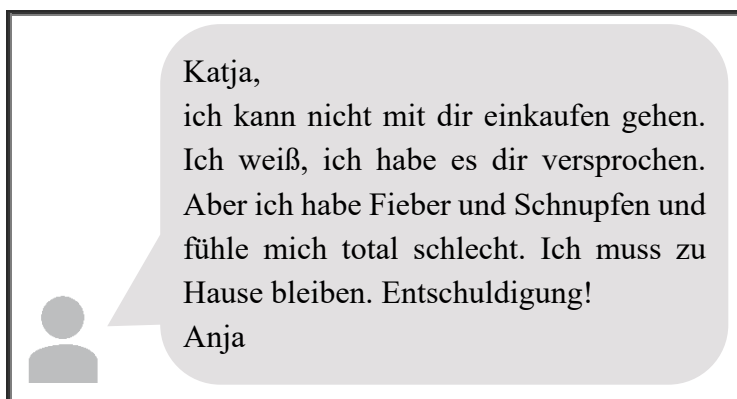 Katja,
ich kann nicht mit dir einkaufen gehen.
Ich weiß, ich habe es dir versprochen.
Aber ich habe Fieber und Schnupfen und
fühle mich total schlecht. Ich muss zu
Hause bleiben. Entschuldigung!
Anja